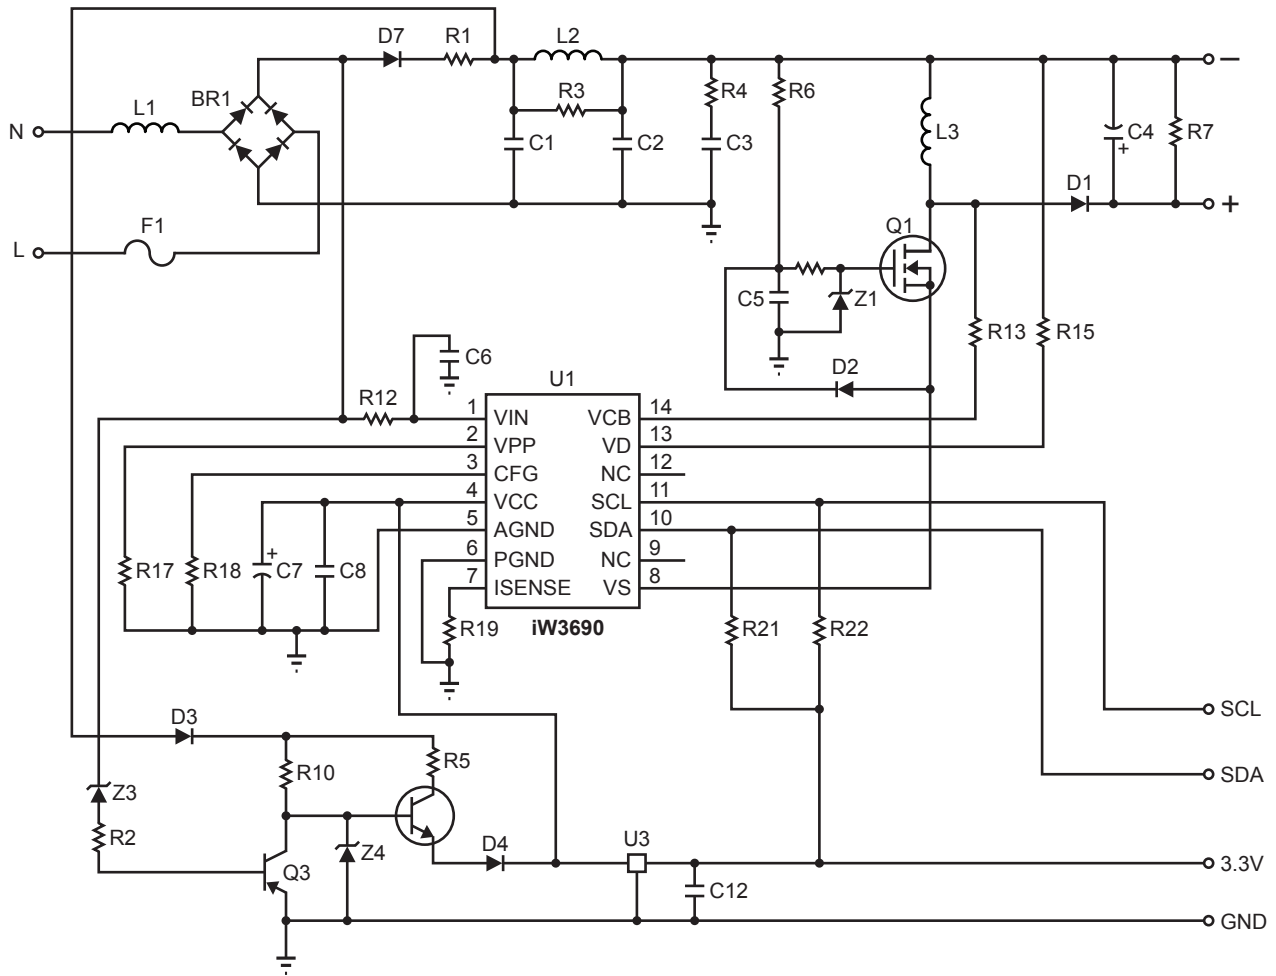 D7
R1
L2
R3
R4
R6
BR1
L1
N
C1
C2
C3
L3
C4
+
R7
−
D1
+
F1
L
Q1
C5
Z1
R13
R15
D2
C6
R12
U1
1 VIN VCB 14
2 VPP VD 13
3 CFG NC 12
4 VCC SCL 11
5 AGND SDA 10
6 PGND NC 9
7 ISENSE VS 8
iW3690
R17
R18
+
C7
C8
R19
R21
R22
SCL
D3
R10
R5
SDA
Z3
R2
Z4
Q3
D4
U3
3.3V
C12
GND